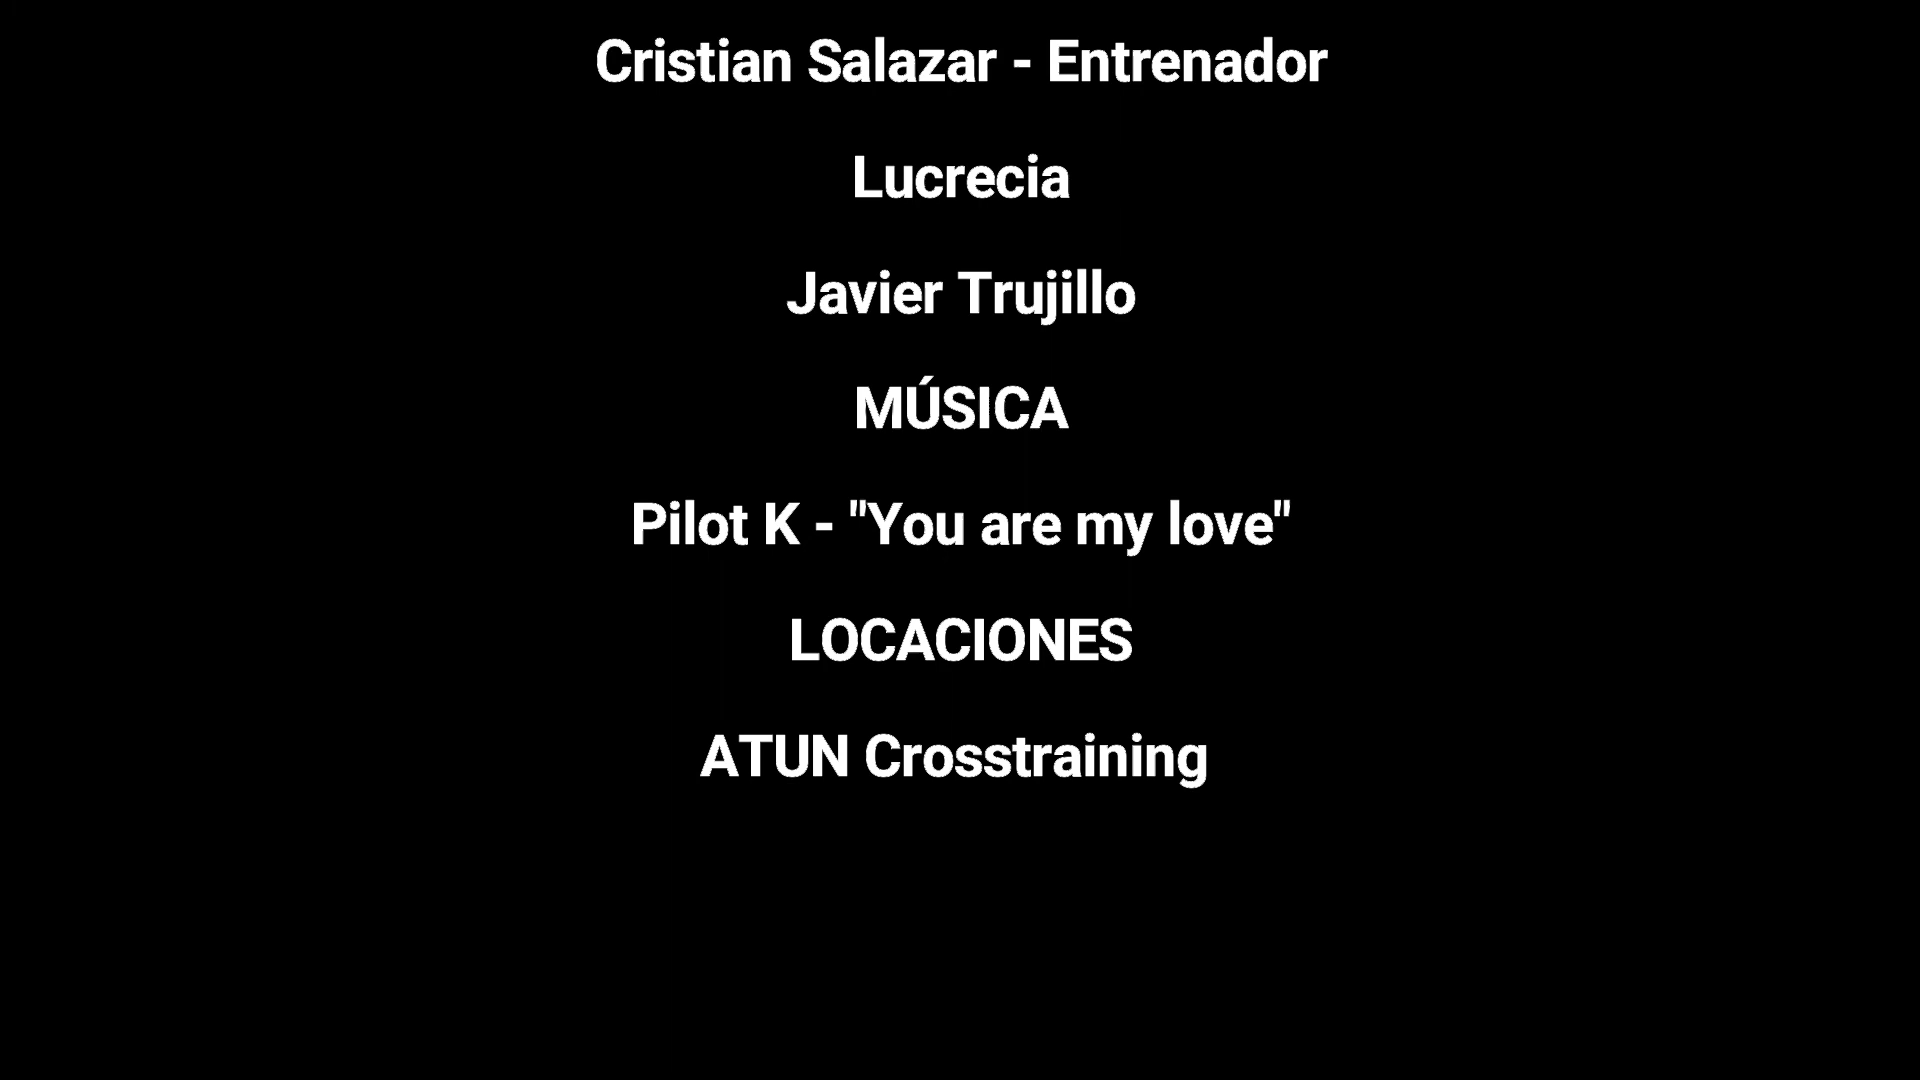 Cristian Salazar - Entrenador
Lucrecia
Javier Trujillo
MÚSICA
Pilot K - "You are my love"
LOCACIONES
ATUN Crosstraining